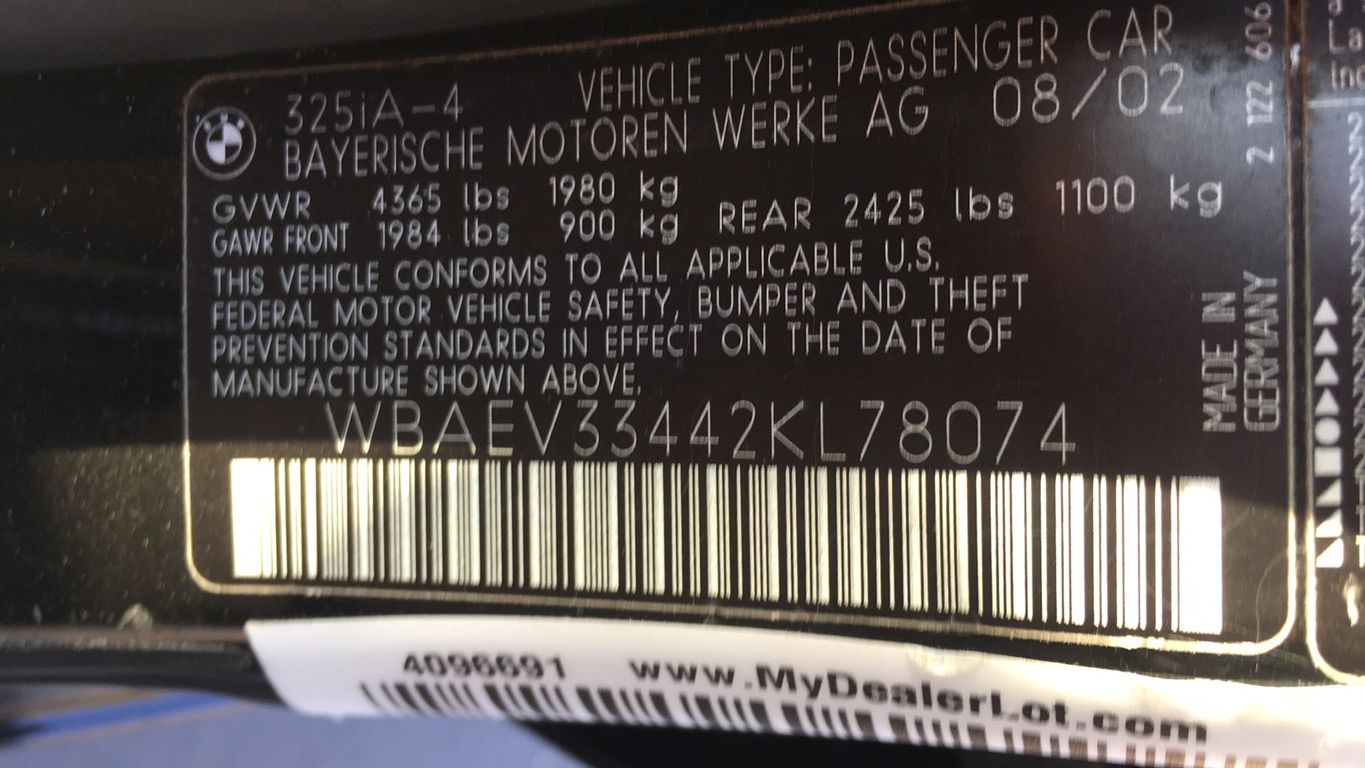 325iA-4 VEHICLE TYPE: PASSENGER CAR
BAYERISCHE MOTOREN WERKE AG 08/02
GVWR 4365 lbs 1980 kg
GAWR FRONT 1984 lbs 900 kg REAR 2425 lbs 1100 kg
THIS VEHICLE CONFORMS TO ALL APPLICABLE U.S.
FEDERAL MOTOR VEHICLE SAFETY, BUMPER AND THEFT
PREVENTION STANDARDS IN EFFECT ON THE DATE OF
MANUFACTURE SHOWN ABOVE.
WBAEV33442KL78074
2 122 606
MADE IN
GERMANY
4096691 www.MyDealerLot.com